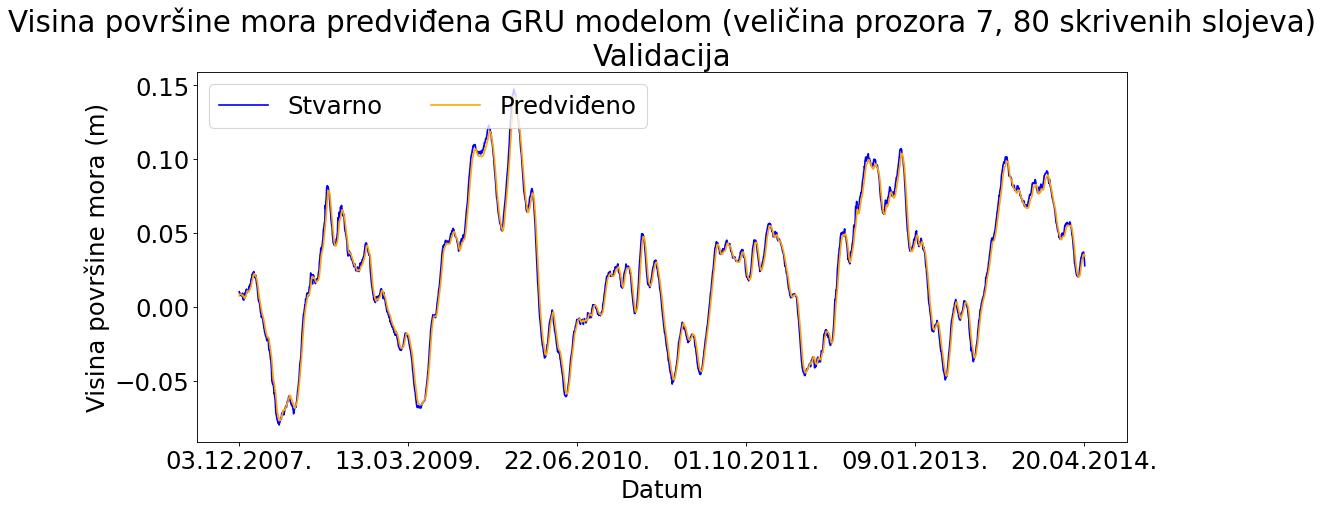 Visina površine mora predviđena GRU modelom (veličina prozora 7, 80 skrivenih slojeva)
Validacija
Stvarno Predviđeno
Visina površine mora (m)
0.15
0.10
0.05
0.00
−0.05
03.12.2007. 13.03.2009. 22.06.2010. 01.10.2011. 09.01.2013. 20.04.2014.
Datum